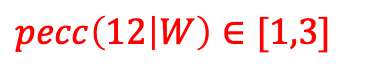 pecc(12|W) ∈ [1,3]